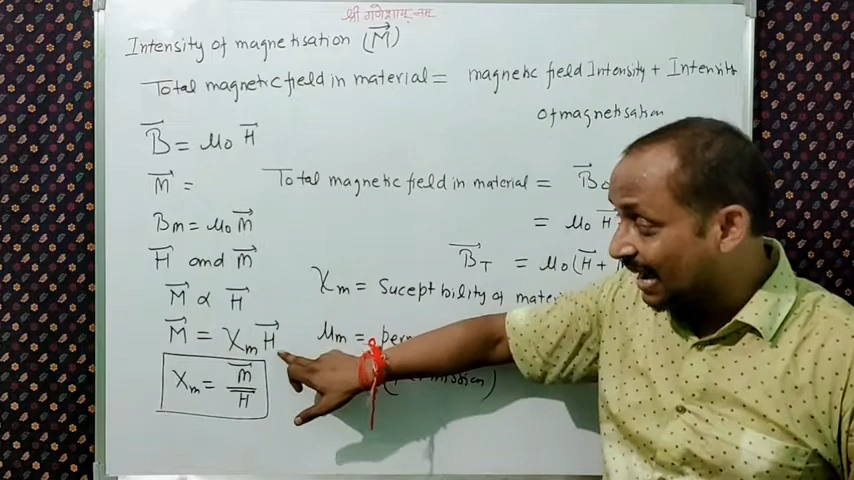 श्री गणेशाय नमः
Intensity of magnetisation (M→)
Total magnetic field in material = magnetic field Intensity + Intensity
of magnetisation
B→ = μ₀ H→
M→ =
Total magnetic field in material = B→
Bm = μ₀ M→
= μ₀ H→
H→ and M→
B→T = μ₀ (H→ +
M→ α H→
χm = Suceptibility of
M→ = χm H→
μm =
χm = M→ / H→